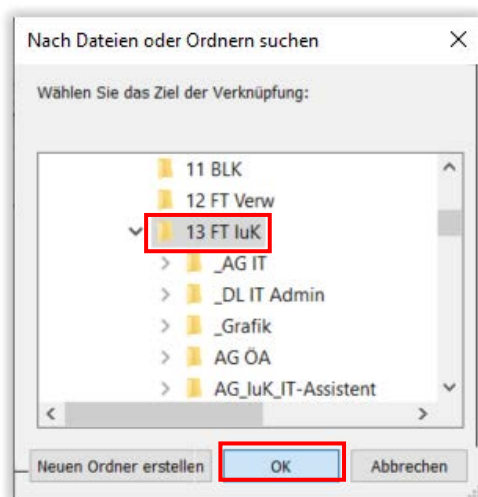 Nach Dateien oder Ordnern suchen
Wählen Sie das Ziel der Verknüpfung:
11 BLK
12 FT Verw
13 FT IuK
_AG IT
_DL IT Admin
_Grafik
AG ÖA
AG_IuK_IT-Assistent
Neuen Ordner erstellen OK Abbrechen